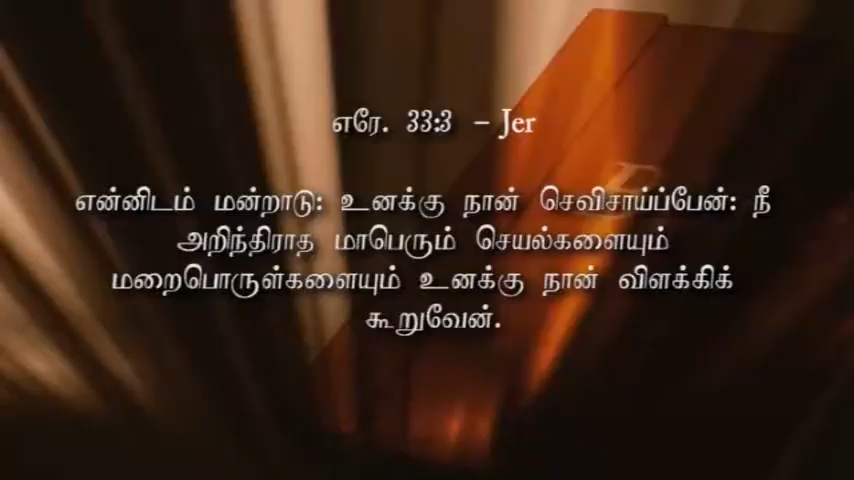 எரே. 33:3 – Jer
என்னிடம் மன்றாடு: உனக்கு நான் செவிசாய்ப்பேன்: நீ
அறிந்திராத மாபெரும் செயல்களையும்
மறைபொருள்களையும் உனக்கு நான் விளக்கிக்
கூறுவேன்.